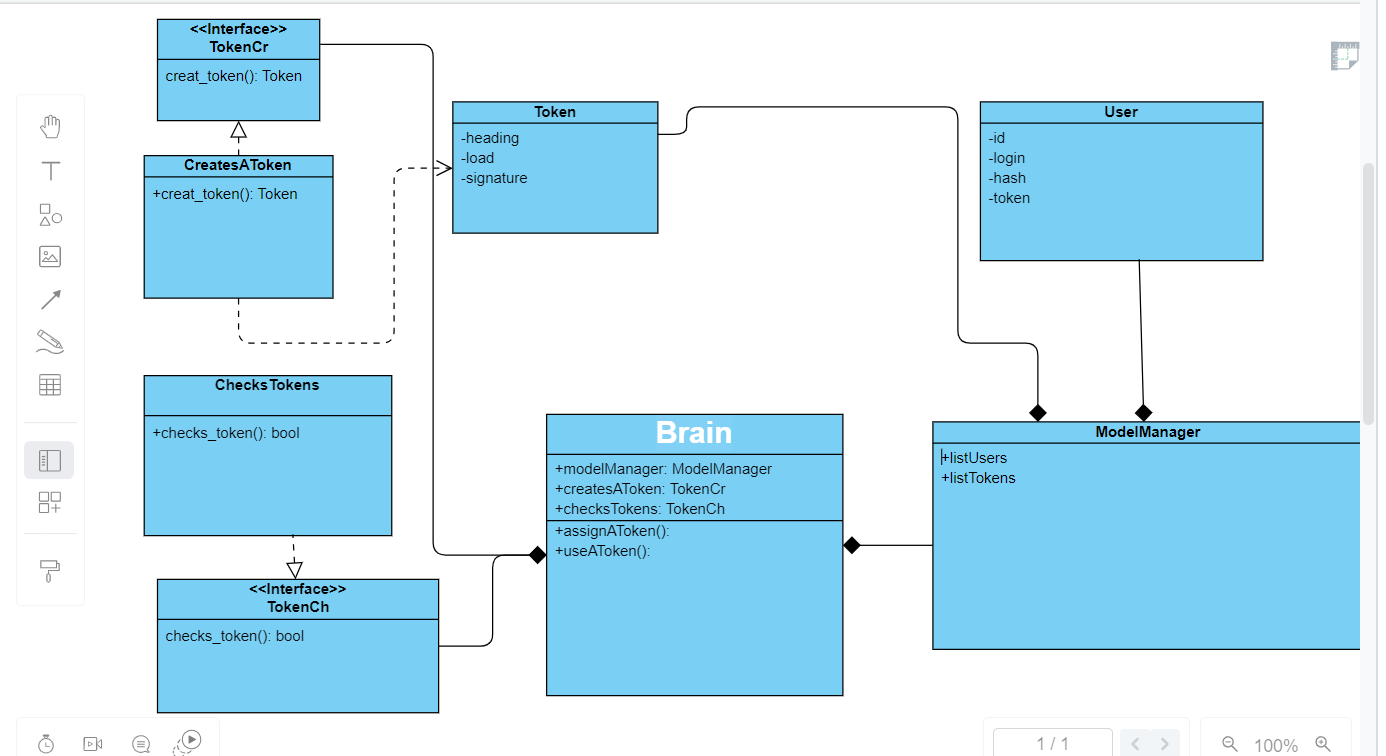 <<Interface>>
TokenCr
creat_token(): Token
CreatesAToken
+creat_token(): Token
Token
-heading
-load
-signature
User
-id
-login
-hash
-token
ChecksTokens
+checks_token(): bool
<<Interface>>
TokenCh
checks_token(): bool
Brain
+modelManager: ModelManager
+createsAToken: TokenCr
+checksTokens: TokenCh
+assignAToken():
+useAToken():
ModelManager
+listUsers
+listTokens
1 / 1
100%